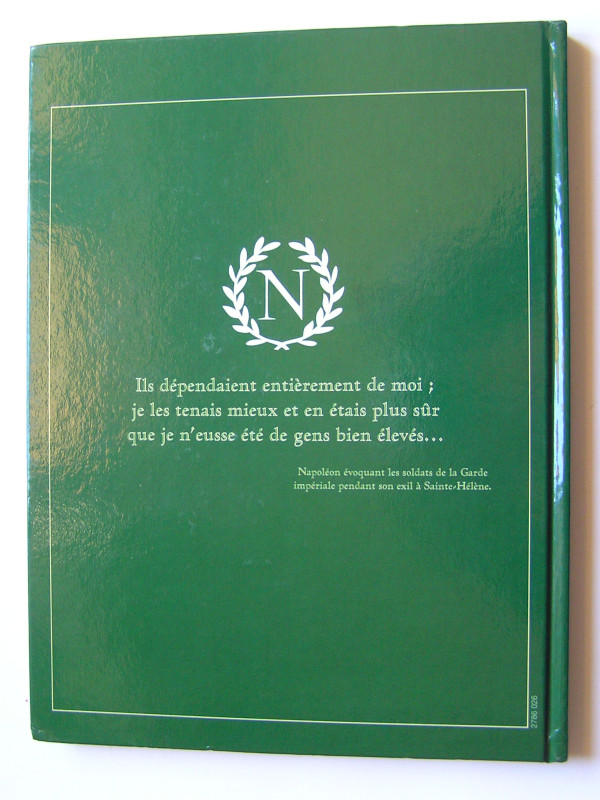 N
Ils dépendaient entièrement de moi ;
je les tenais mieux et en étais plus sûr
que je n'eusse été de gens bien élevés...
Napoléon évoquant les soldats de la Garde
impériale pendant son exil à Sainte-Hélène.
2786 026